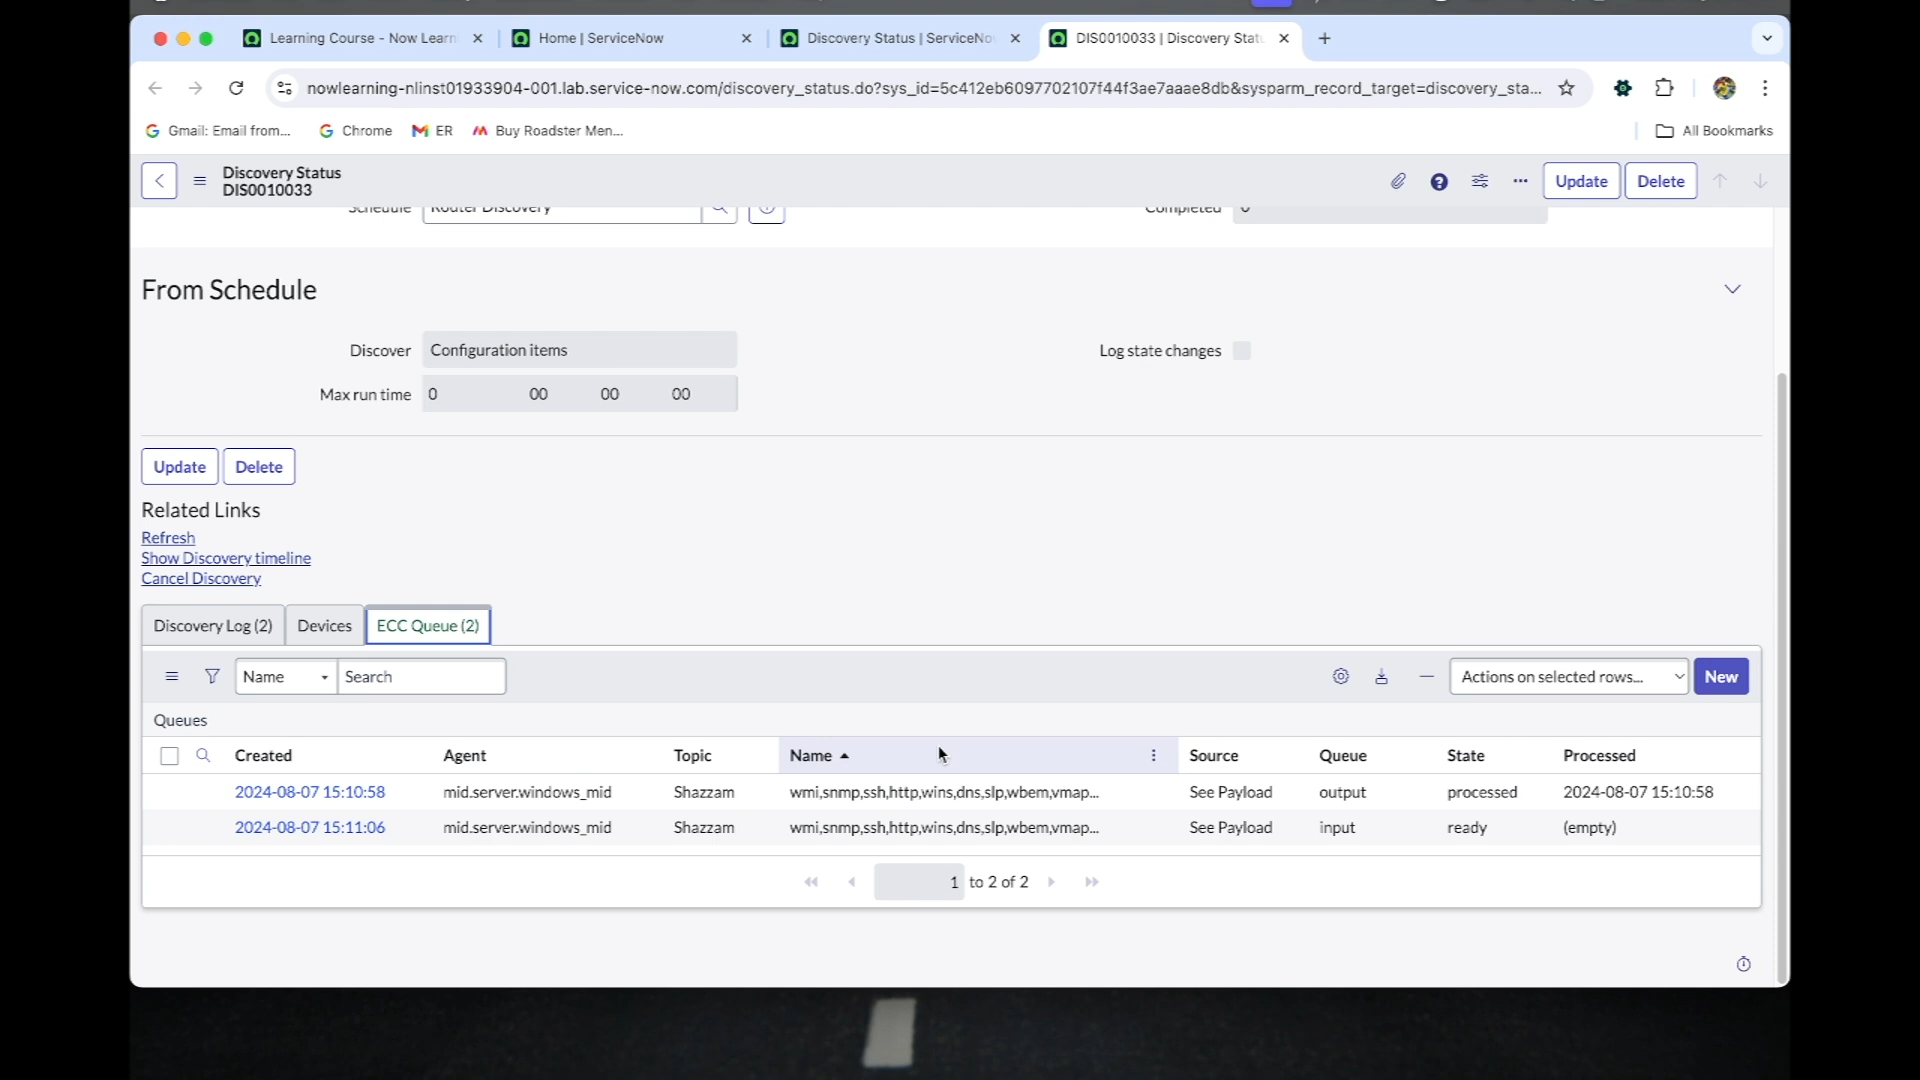 Learning Course - Now Learn
Home | ServiceNow
Discovery Status | ServiceNo
DIS0010033 | Discovery Stat
nowlearning-nlinst01933904-001.lab.service-now.com/discovery_status.do?sys_id=5c412eb6097702107f44f3ae7aaae8db&sysparm_record_target=discovery_sta...
Gmail: Email from...
Chrome
ER
Buy Roadster Men...
All Bookmarks
Discovery Status
DIS0010033
Update
Delete
Schedule
Router Discovery
Completed
From Schedule
Discover
Configuration items
Log state changes
Max run time
0 00 00 00
Update
Delete
Related Links
Refresh
Show Discovery timeline
Cancel Discovery
Discovery Log (2)
Devices
ECC Queue (2)
Name
Search
Actions on selected rows...
New
Queues
Created Agent Topic Name Source Queue State Processed
2024-08-07 15:10:58 mid.server.windows_mid Shazzam wmi,snmp,ssh,http,wins,dns,slp,wbem,vmap... See Payload output processed 2024-08-07 15:10:58
2024-08-07 15:11:06 mid.server.windows_mid Shazzam wmi,snmp,ssh,http,wins,dns,slp,wbem,vmap... See Payload input ready (empty)
1 to 2 of 2